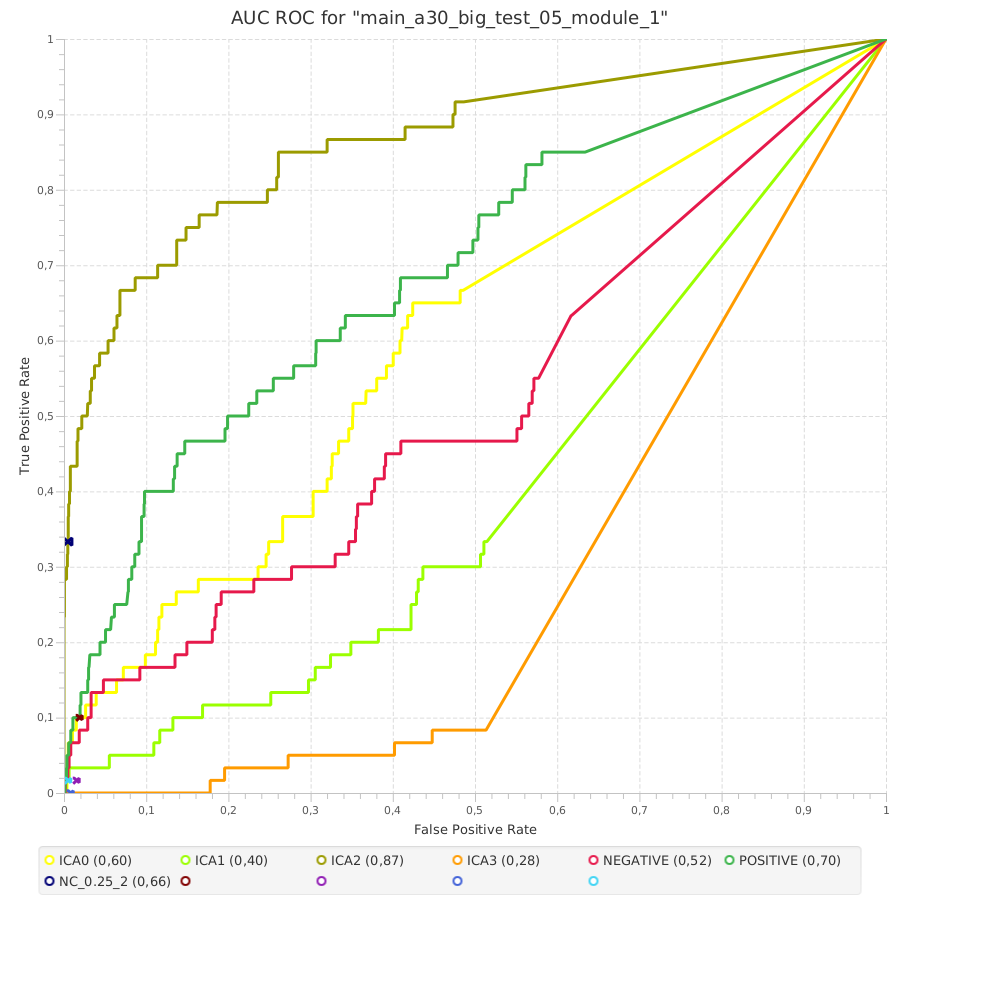 AUC ROC for "main_a30_big_test_05_module_1"
1
0,9
0,8
0,7
0,6
0,5
0,4
0,3
0,2
0,1
0
True Positive Rate
0 0,1 0,2 0,3 0,4 0,5 0,6 0,7 0,8 0,9 1
False Positive Rate
ICA0 (0,60) ICA1 (0,40) ICA2 (0,87) ICA3 (0,28) NEGATIVE (0,52) POSITIVE (0,70)
NC_0.25_2 (0,66)